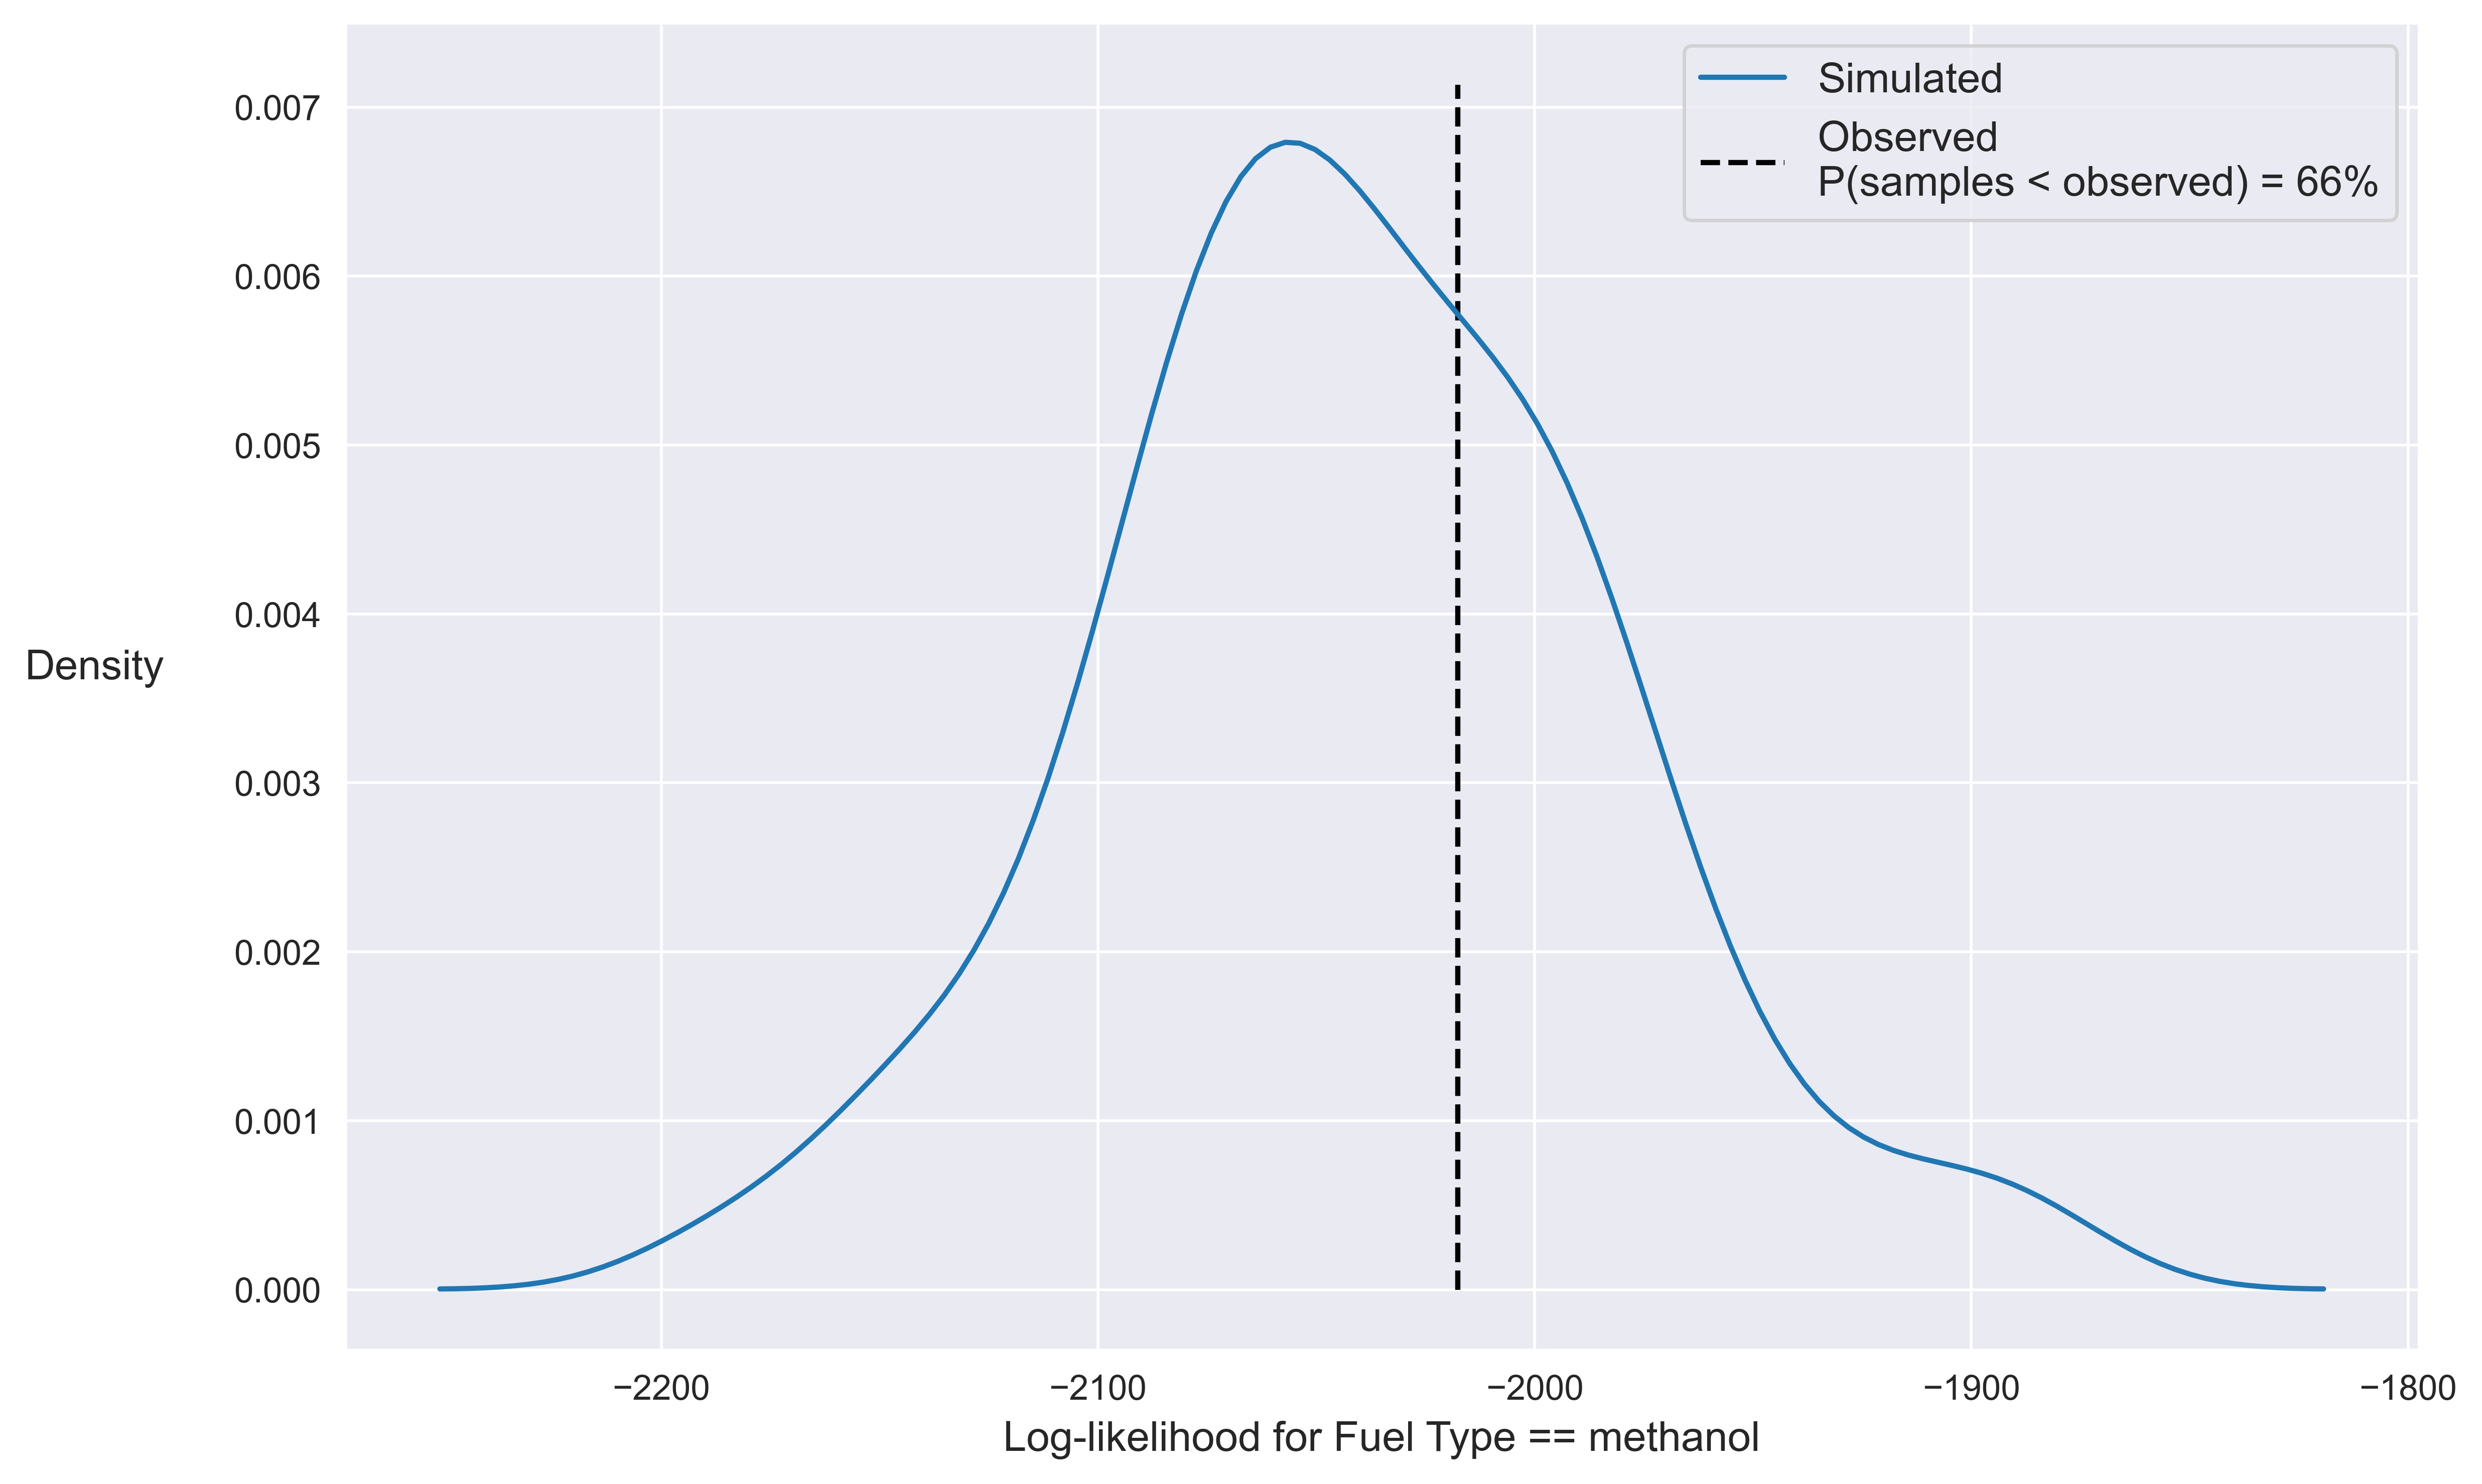 Simulated
Observed
P(samples < observed) = 66%
0.007
0.006
0.005
0.004
0.003
0.002
0.001
0.000
Density
−2200
−2100
−2000
−1900
−1800
Log-likelihood for Fuel Type == methanol